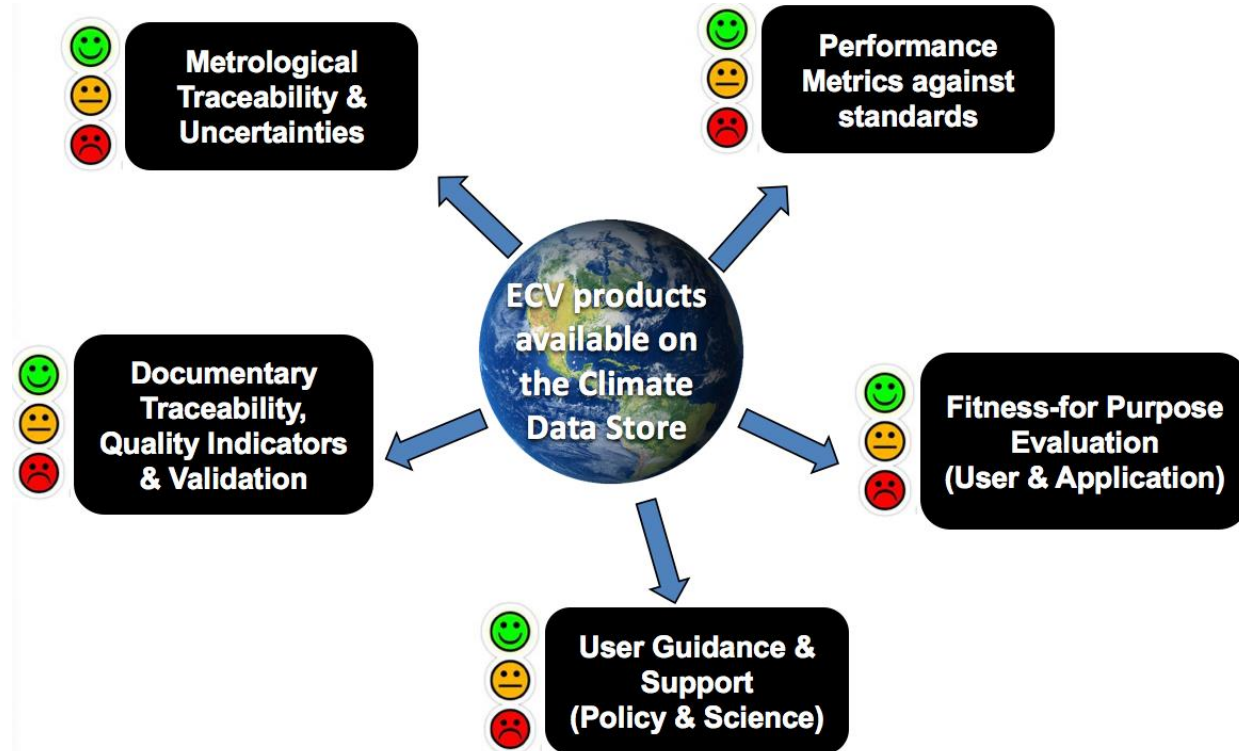 Metrological
Traceability &
Uncertainties
Performance
Metrics against
standards
ECV products
available on
the Climate
Data Store
Documentary
Traceability,
Quality Indicators
& Validation
Fitness-for Purpose
Evaluation
(User & Application)
User Guidance &
Support
(Policy & Science)